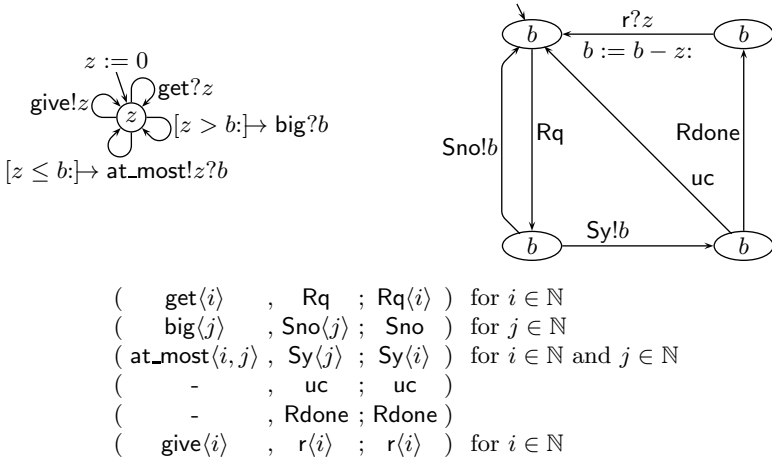 z := 0
give!z
get?z
z
[z > b:]↦ big?b
[z ≤ b:]↦ at_most!z?b
b
r?z
b := b − z:
b
Sno!b
Rq
Rdone
uc
b
Sy!b
b
( get⟨i⟩ , Rq ; Rq⟨i⟩ ) for i ∈ ℕ
( big⟨j⟩ , Sno⟨j⟩ ; Sno ) for j ∈ ℕ
( at_most⟨i, j⟩ , Sy⟨j⟩ ; Sy⟨i⟩ ) for i ∈ ℕ and j ∈ ℕ
( - , uc ; uc )
( - , Rdone ; Rdone )
( give⟨i⟩ , r⟨i⟩ ; r⟨i⟩ ) for i ∈ ℕ